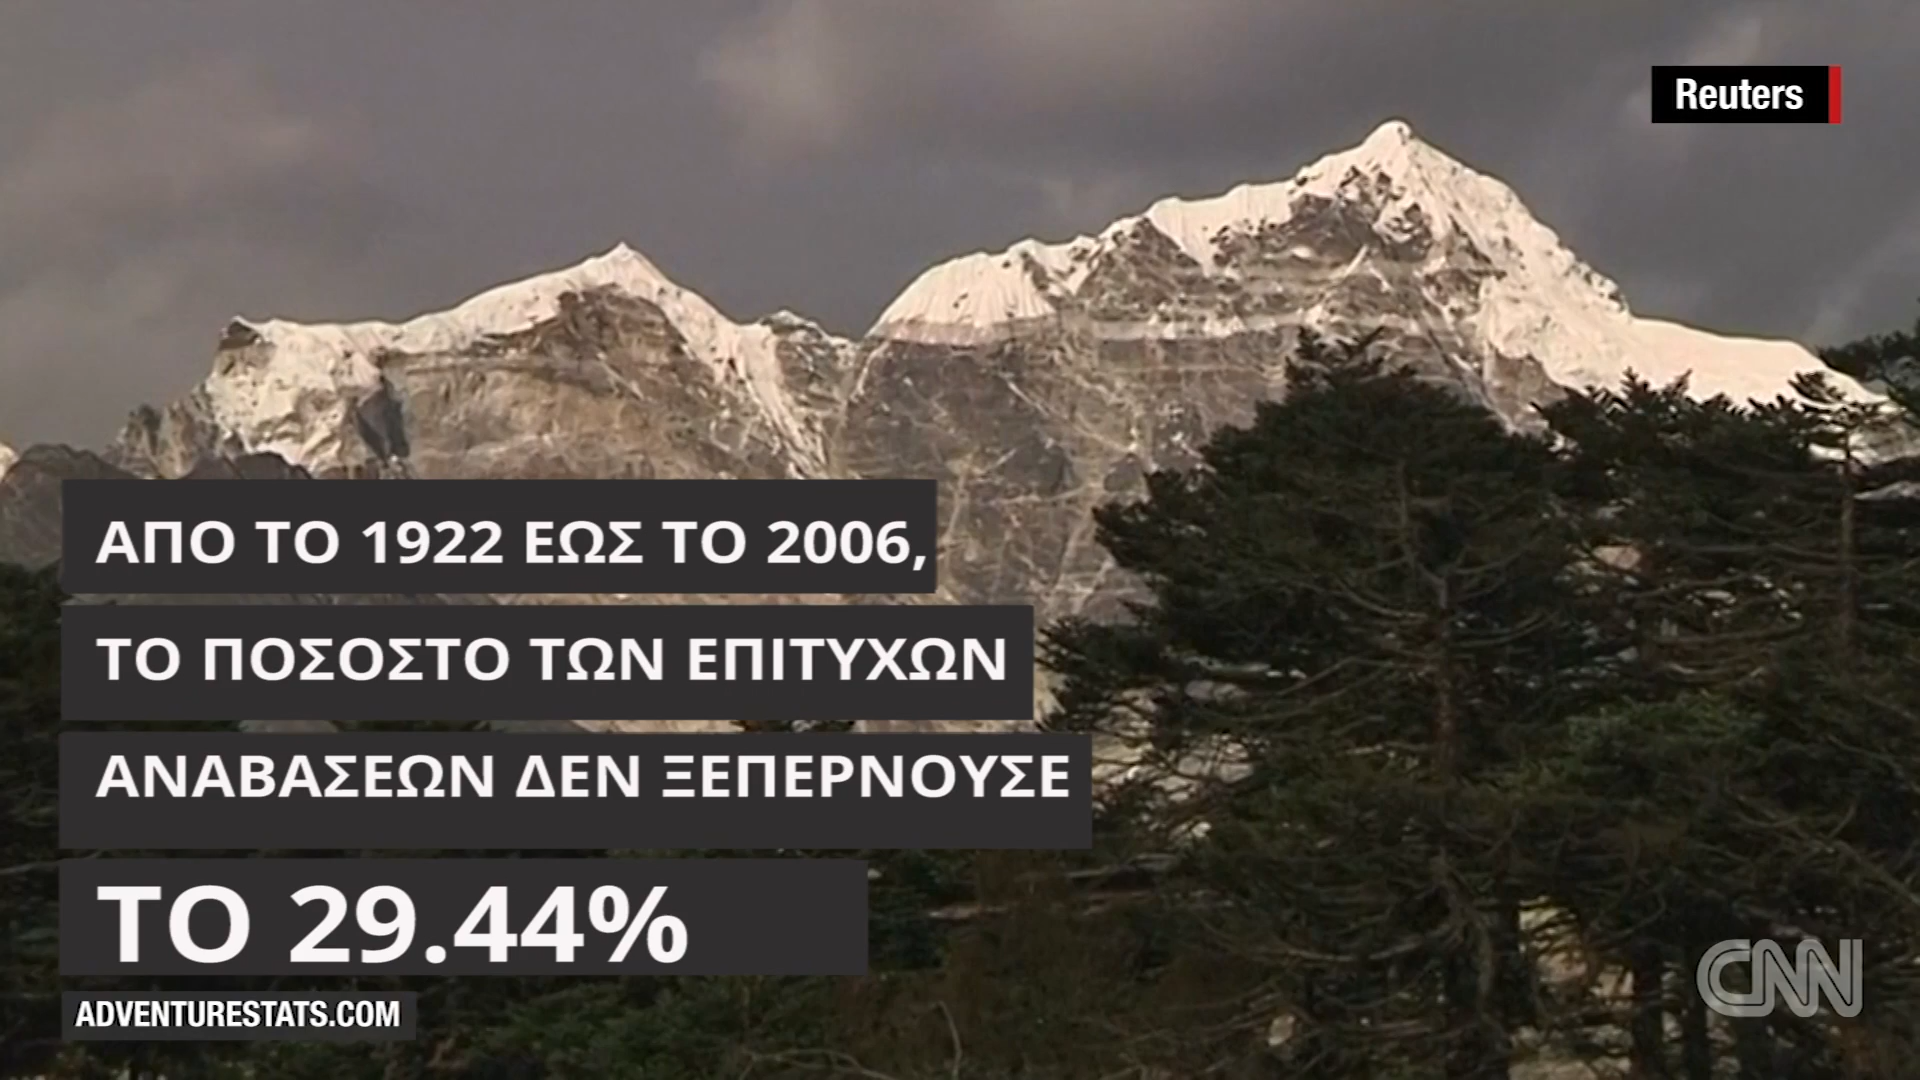 Reuters
ΑΠΟ ΤΟ 1922 ΕΩΣ ΤΟ 2006,
ΤΟ ΠΟΣΟΣΤΟ ΤΩΝ ΕΠΙΤΥΧΩΝ
ΑΝΑΒΑΣΕΩΝ ΔΕΝ ΞΕΠΕΡΝΟΥΣΕ
ΤΟ 29.44%
ADVENTURESTATS.COM
CNN